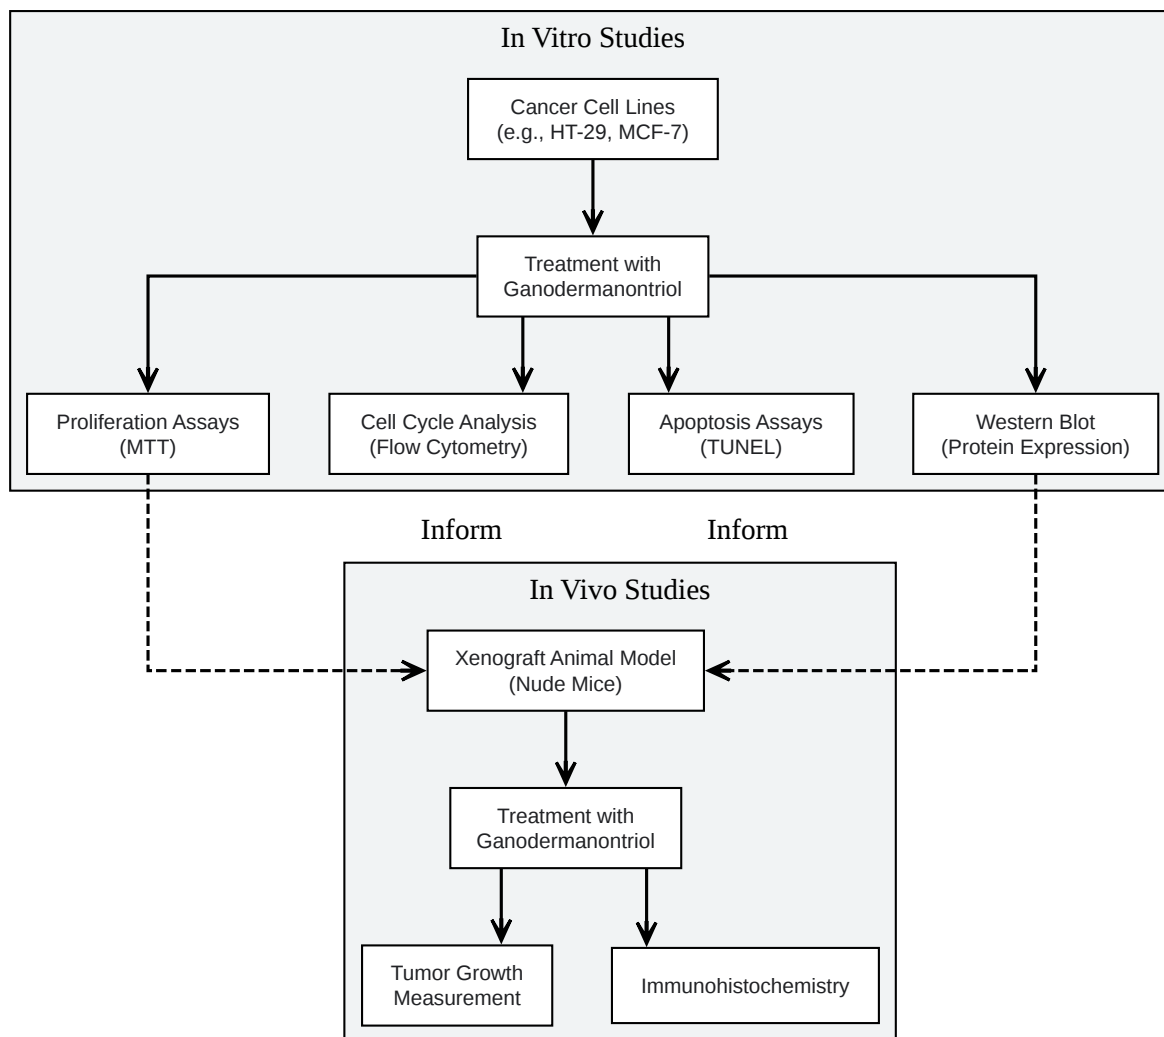 In Vitro Studies
Cancer Cell Lines
(e.g., HT-29, MCF-7)
Treatment with
Ganodermanontriol
Proliferation Assays
(MTT)
Cell Cycle Analysis
(Flow Cytometry)
Apoptosis Assays
(TUNEL)
Western Blot
(Protein Expression)
Inform
Inform
In Vivo Studies
Xenograft Animal Model
(Nude Mice)
Treatment with
Ganodermanontriol
Tumor Growth
Measurement
Immunohistochemistry